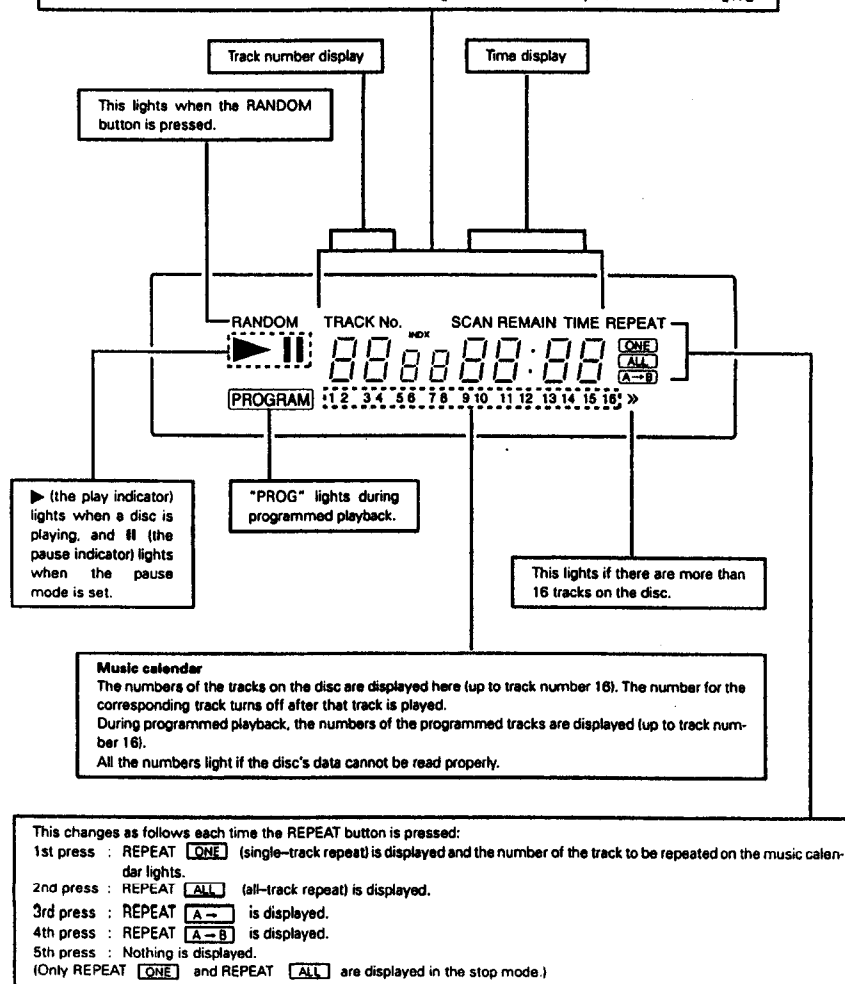 Track number display
Time display
This lights when the RANDOM
button is pressed.
RANDOM TRACK No. INDX SCAN REMAIN TIME REPEAT
▶ II 88 88 88:88 ONE
ALL
A→B
PROGRAM 1 2 3 4 5 6 7 8 9 10 11 12 13 14 15 16 »
▶ (the play indicator)
lights when a disc is
playing, and II (the
pause indicator) lights
when the pause
mode is set.
"PROG" lights during
programmed playback.
This lights if there are more than
16 tracks on the disc.
Music calendar
The numbers of the tracks on the disc are displayed here (up to track number 16). The number for the
corresponding track turns off after that track is played.
During programmed playback, the numbers of the programmed tracks are displayed (up to track num-
ber 16).
All the numbers light if the disc's data cannot be read properly.
This changes as follows each time the REPEAT button is pressed:
1st press : REPEAT ONE (single–track repeat) is displayed and the number of the track to be repeated on the music calen-
dar lights.
2nd press : REPEAT ALL (all–track repeat) is displayed.
3rd press : REPEAT A→ is displayed.
4th press : REPEAT A→B is displayed.
5th press : Nothing is displayed.
(Only REPEAT ONE and REPEAT ALL are displayed in the stop mode.)